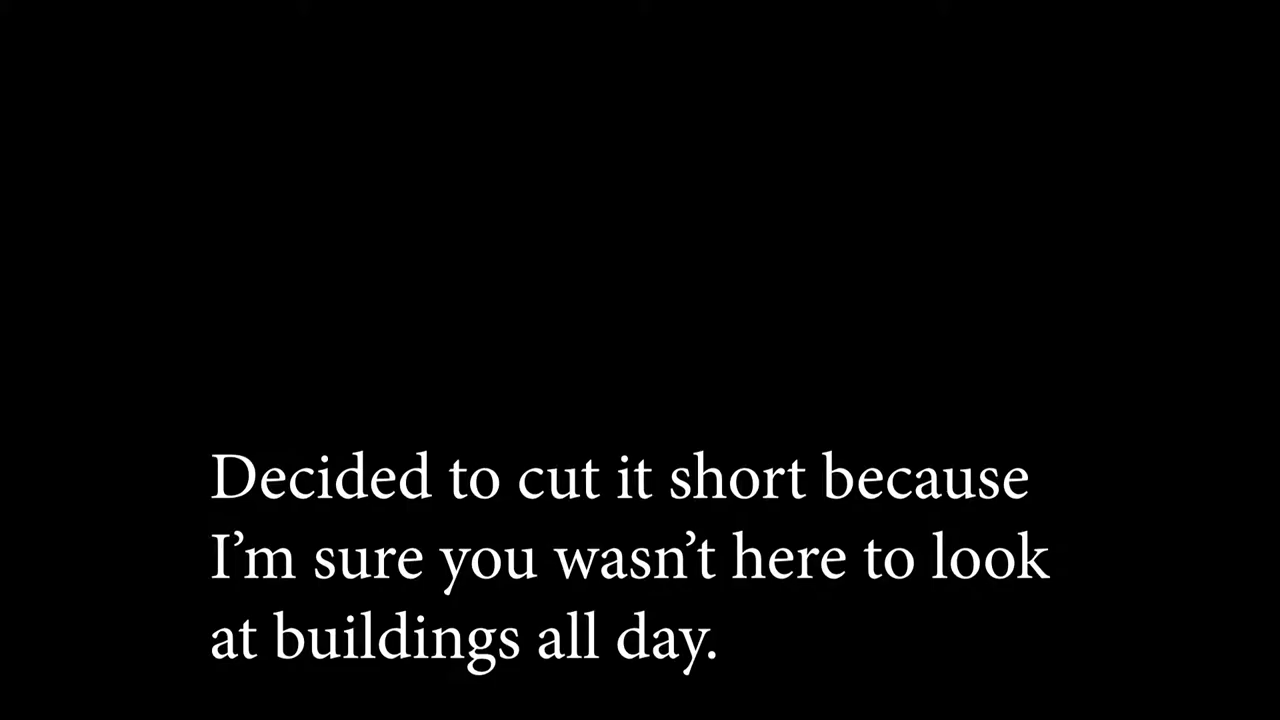 Decided to cut it short because
I’m sure you wasn’t here to look
at buildings all day.